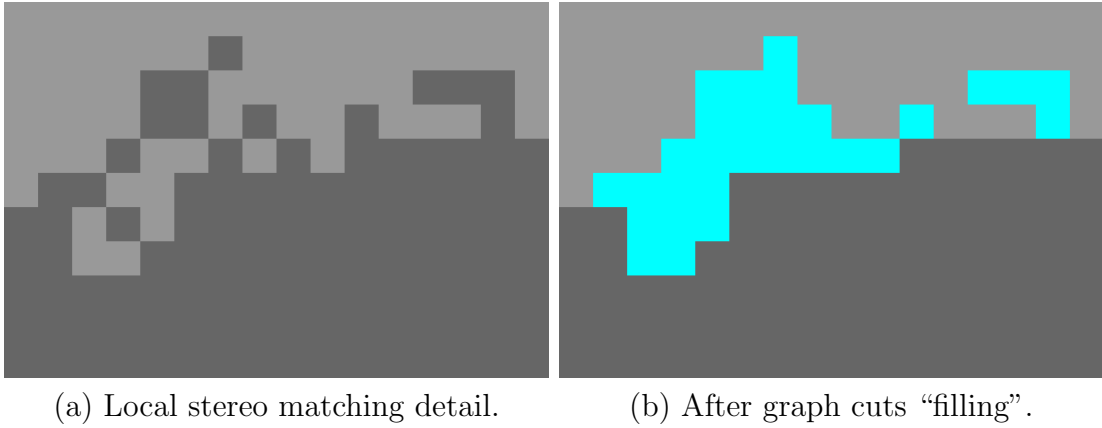 (a) Local stereo matching detail.
(b) After graph cuts “filling”.